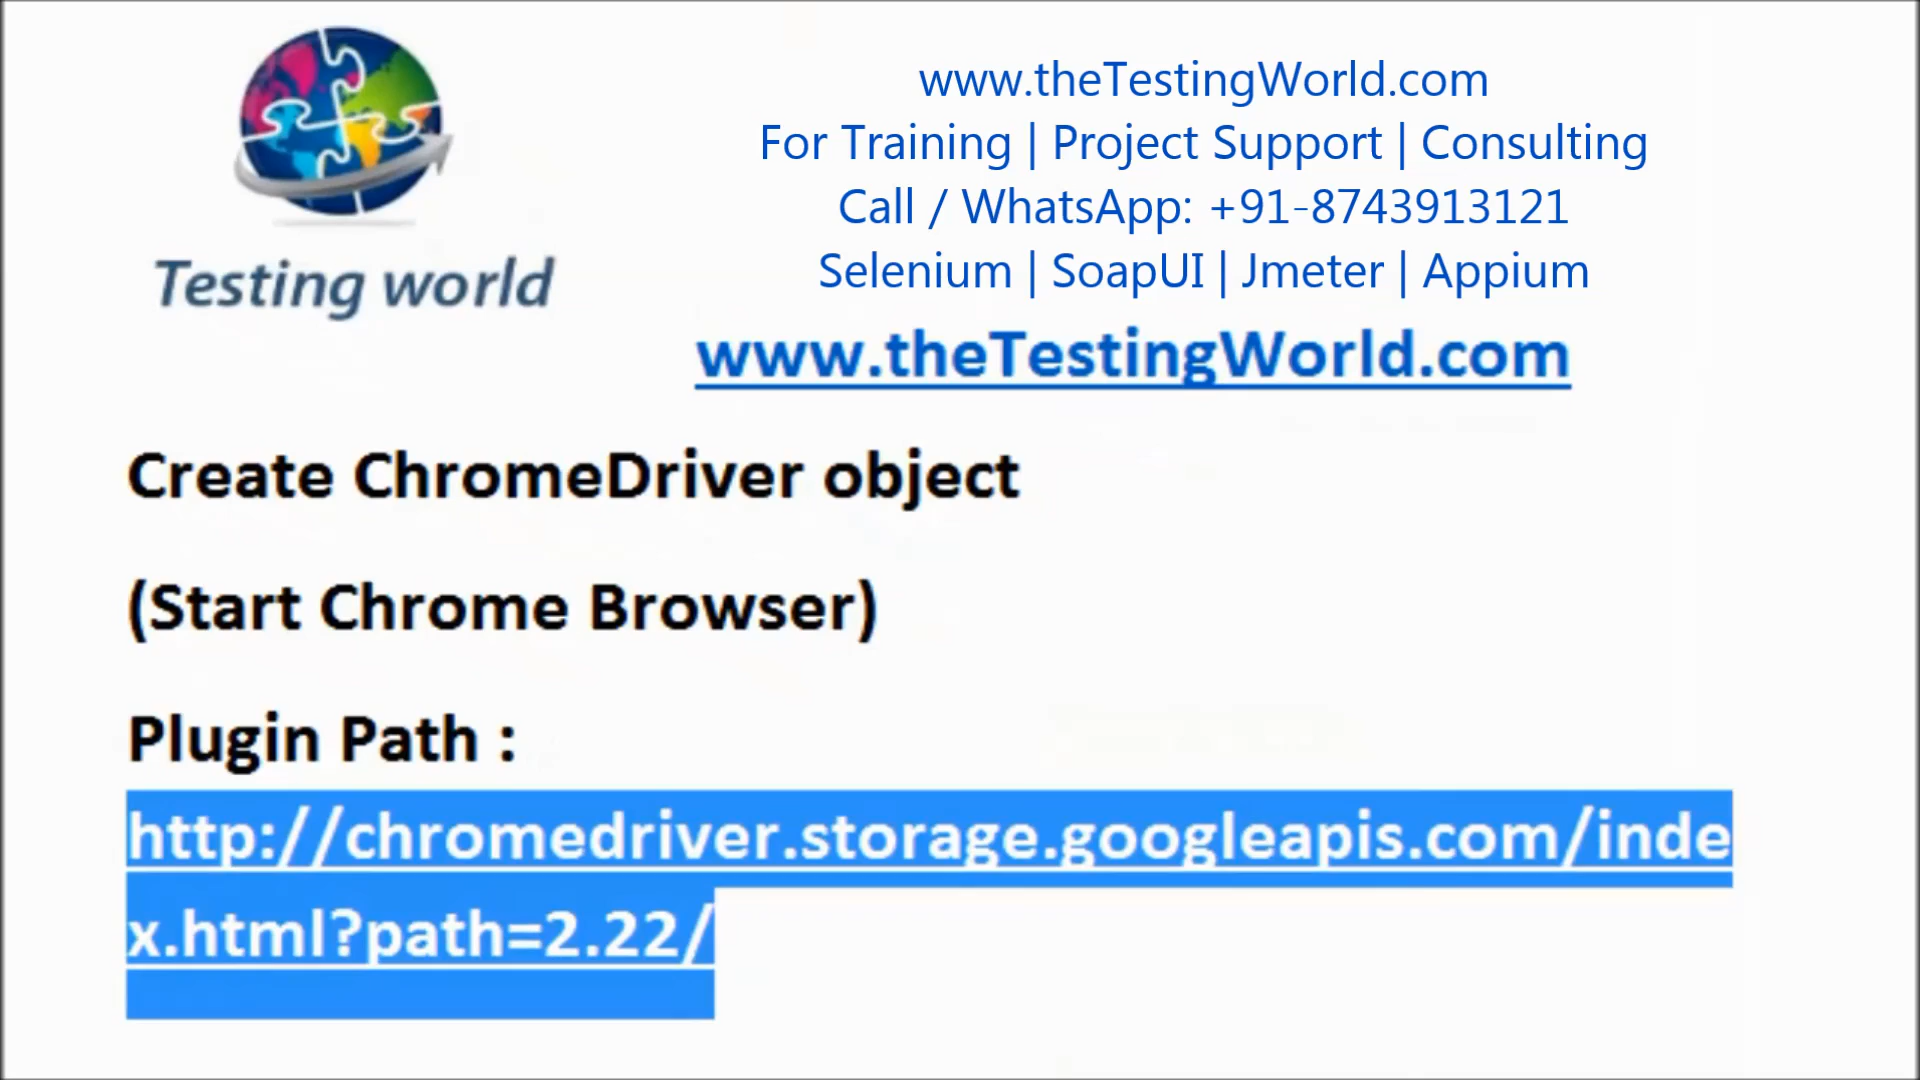 Testing world
www.theTestingWorld.com
For Training | Project Support | Consulting
Call / WhatsApp: +91-8743913121
Selenium | SoapUI | Jmeter | Appium
www.theTestingWorld.com
Create ChromeDriver object
(Start Chrome Browser)
Plugin Path :
http://chromedriver.storage.googleapis.com/inde
x.html?path=2.22/